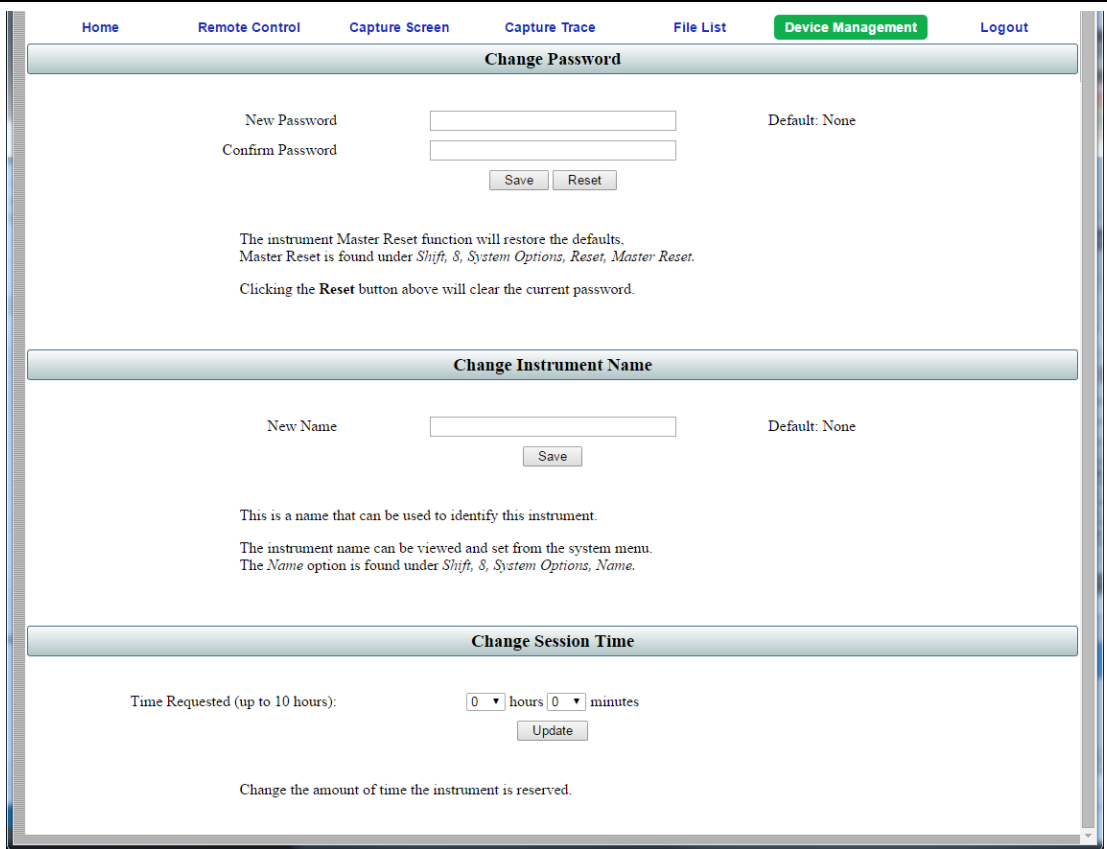 Home Remote Control Capture Screen Capture Trace File List Device Management Logout
Change Password
New Password Default: None
Confirm Password
Save Reset
The instrument Master Reset function will restore the defaults,
Master Reset is found under Shift, 8, System Options, Reset, Master Reset.
Clicking the Reset button above will clear the current password.
Change Instrument Name
New Name Default: None
Save
This is a name that can be used to identify this instrument.
The instrument name can be viewed and set from the system menu.
The Name option is found under Shift, 8, System Options, Name.
Change Session Time
Time Requested (up to 10 hours): 0 hours 0 minutes
Update
Change the amount of time the instrument is reserved.